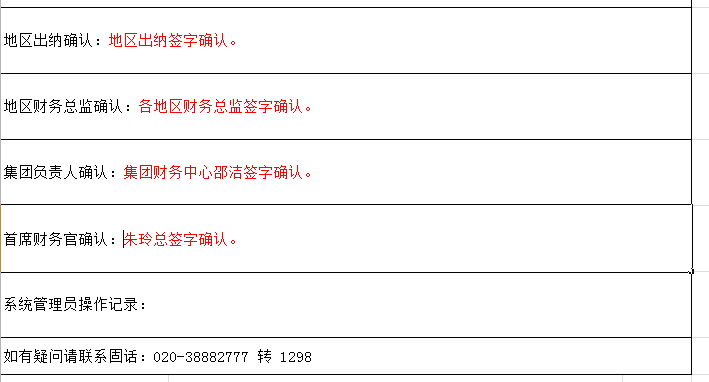 地区出纳确认：地区出纳签字确认。
地区财务总监确认：各地区财务总监签字确认。
集团负责人确认：集团财务中心邵洁签字确认。
首席财务官确认：朱玲总签字确认。
系统管理员操作记录：
如有疑问请联系固话：020-38882777 转 1298